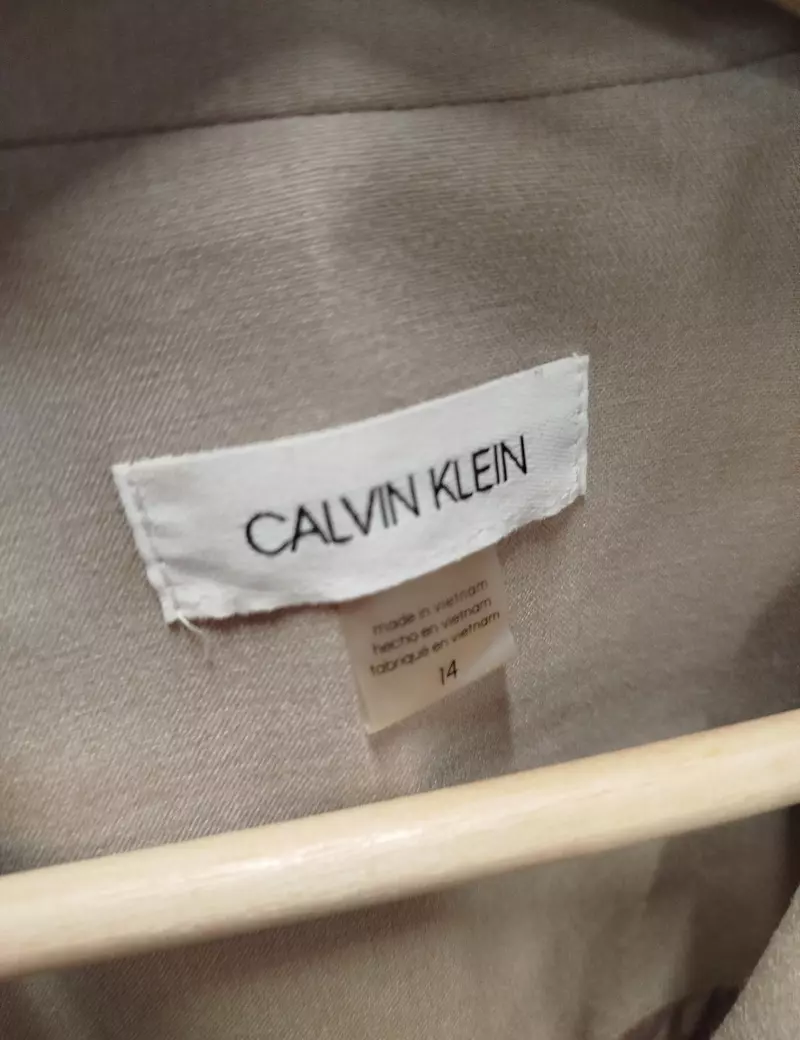 CALVIN KLEIN
made in vietnam
hecho en vietnam
fabriqué en vietnam
14